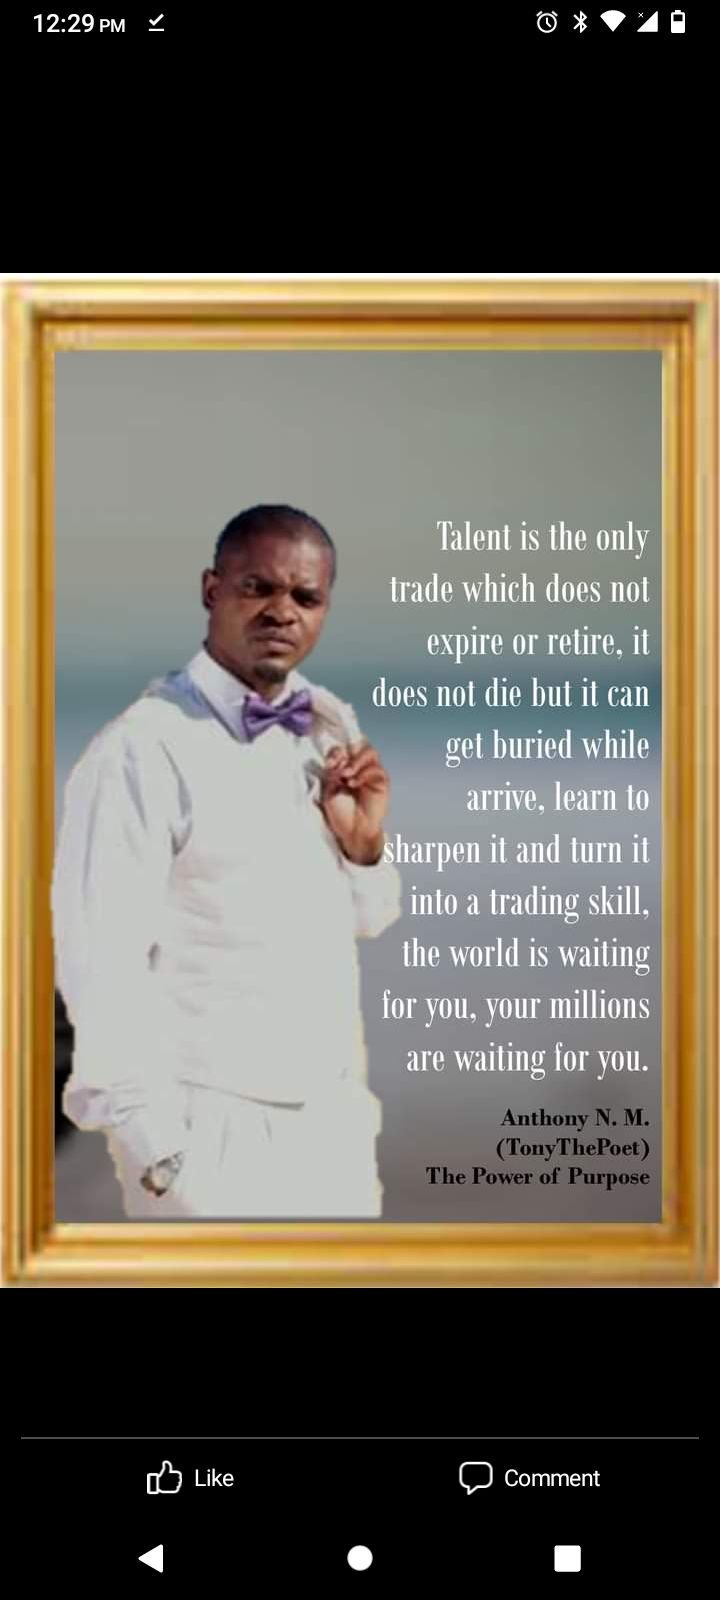 12:29 PM
Talent is the only
trade which does not
expire or retire, it
does not die but it can
get buried while
arrive, learn to
sharpen it and turn it
into a trading skill,
the world is waiting
for you, your millions
are waiting for you.
Anthony N. M.
(TonyThePoet)
The Power of Purpose
Like
Comment